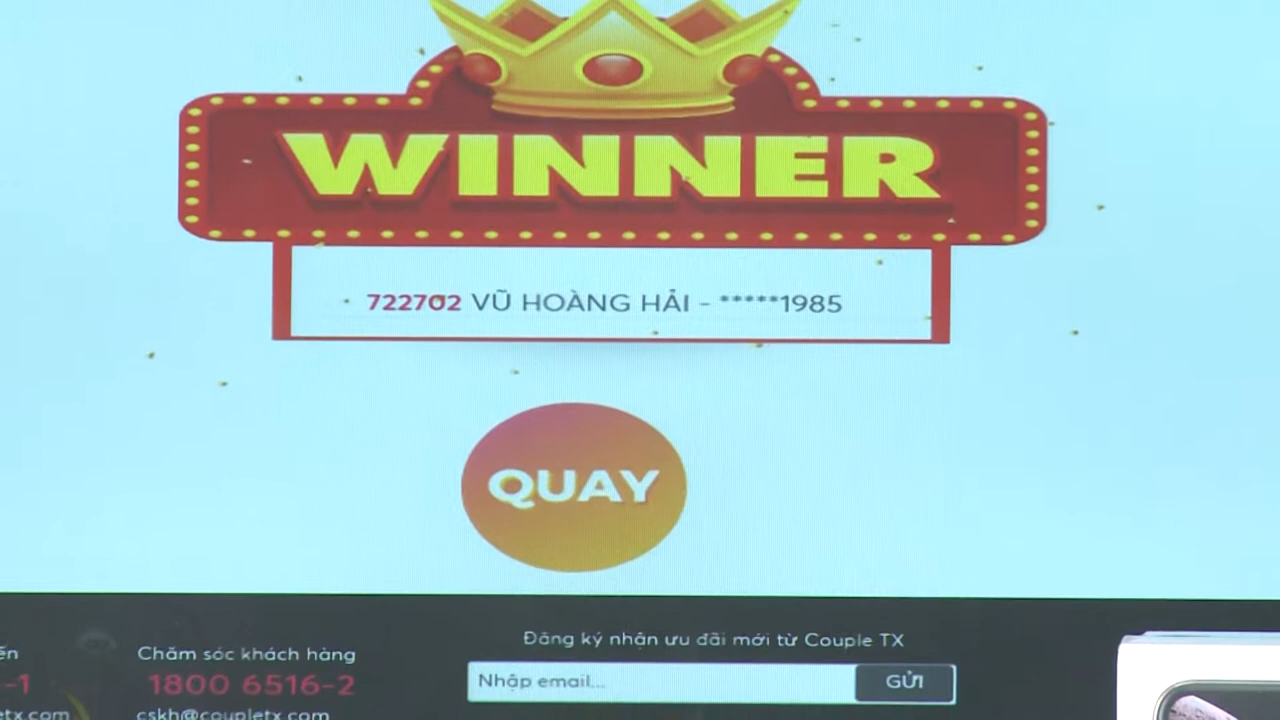 WINNER
722702 VŨ HOÀNG HẢI - *****1985
QUAY
Đăng ký nhận ưu đãi mới từ Couple TX
Chăm sóc khách hàng
1800 6516-2
cskh@coupletx.com
Nhập email...
GỬI